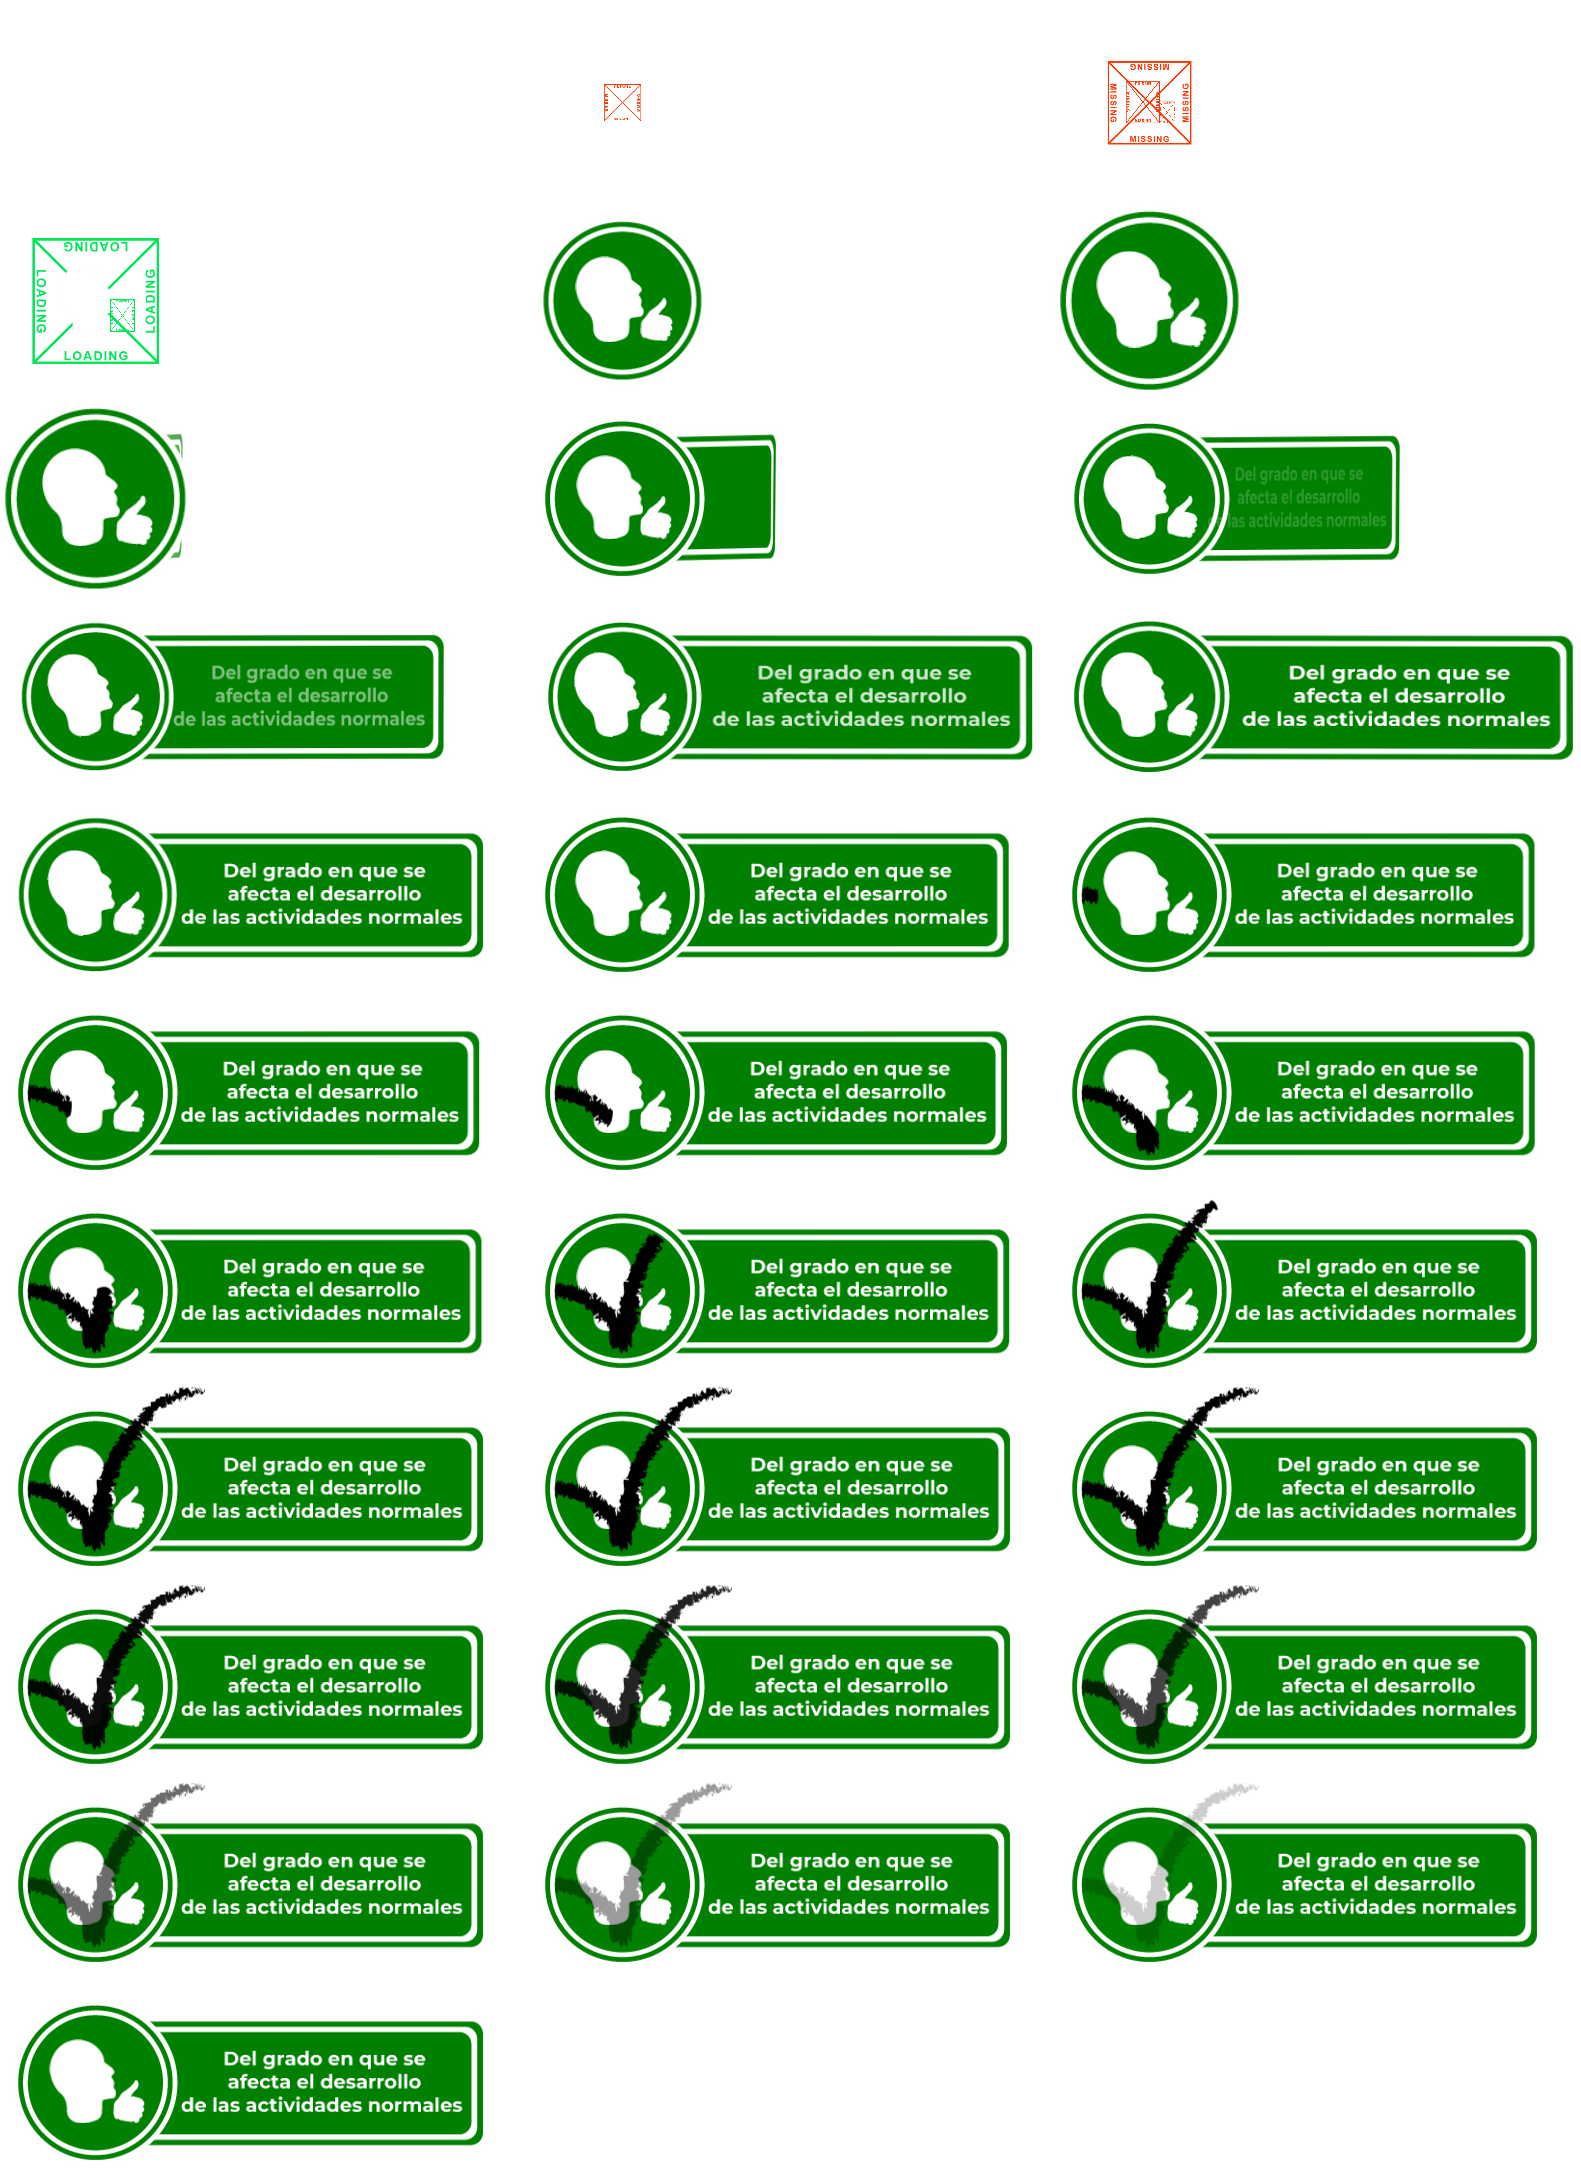 MISSING
MISSING
MISSING
MISSING
LOADING
LOADING
LOADING
LOADING
Del grado en que se
afecta el desarrollo
las actividades normales
Del grado en que se
afecta el desarrollo
de las actividades normales
Del grado en que se
afecta el desarrollo
de las actividades normales
Del grado en que se
afecta el desarrollo
de las actividades normales
Del grado en que se
afecta el desarrollo
de las actividades normales
Del grado en que se
afecta el desarrollo
de las actividades normales
Del grado en que se
afecta el desarrollo
de las actividades normales
Del grado en que se
afecta el desarrollo
de las actividades normales
Del grado en que se
afecta el desarrollo
de las actividades normales
Del grado en que se
afecta el desarrollo
de las actividades normales
Del grado en que se
afecta el desarrollo
de las actividades normales
Del grado en que se
afecta el desarrollo
de las actividades normales
Del grado en que se
afecta el desarrollo
de las actividades normales
Del grado en que se
afecta el desarrollo
de las actividades normales
Del grado en que se
afecta el desarrollo
de las actividades normales
Del grado en que se
afecta el desarrollo
de las actividades normales
Del grado en que se
afecta el desarrollo
de las actividades normales
Del grado en que se
afecta el desarrollo
de las actividades normales
Del grado en que se
afecta el desarrollo
de las actividades normales
Del grado en que se
afecta el desarrollo
de las actividades normales
Del grado en que se
afecta el desarrollo
de las actividades normales
Del grado en que se
afecta el desarrollo
de las actividades normales
Del grado en que se
afecta el desarrollo
de las actividades normales